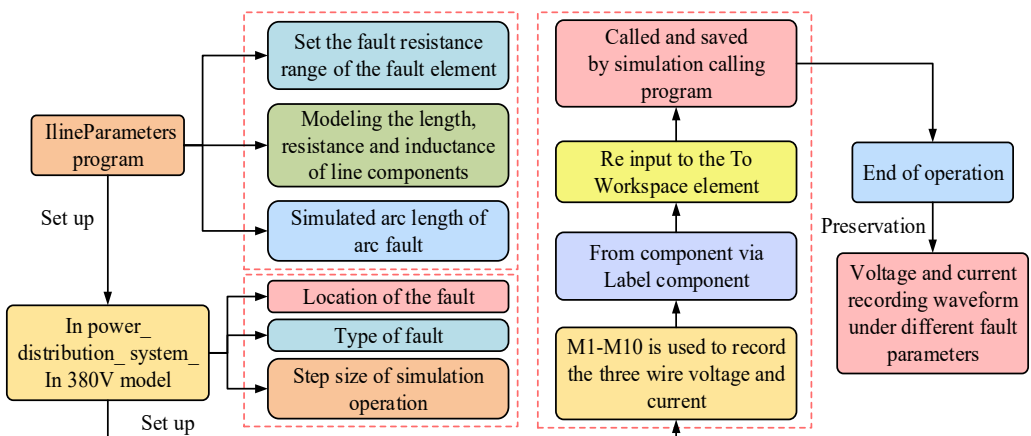 IlineParameters
program
Set up
In power_
distribution_ system_
In 380V model
Set up
Set the fault resistance
range of the fault element
Modeling the length,
resistance and inductance
of line components
Simulated arc length of
arc fault
Location of the fault
Type of fault
Step size of simulation
operation
Called and saved
by simulation calling
program
Re input to the To
Workspace element
From component via
Label component
M1-M10 is used to record
the three wire voltage and
current
End of operation
Preservation
Voltage and current
recording waveform
under different fault
parameters